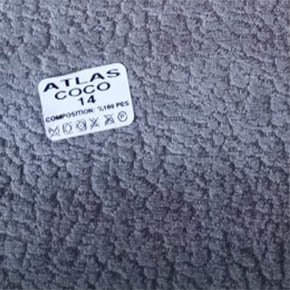 ATLAS
COCO
14
COMPOSITION: %100 PES